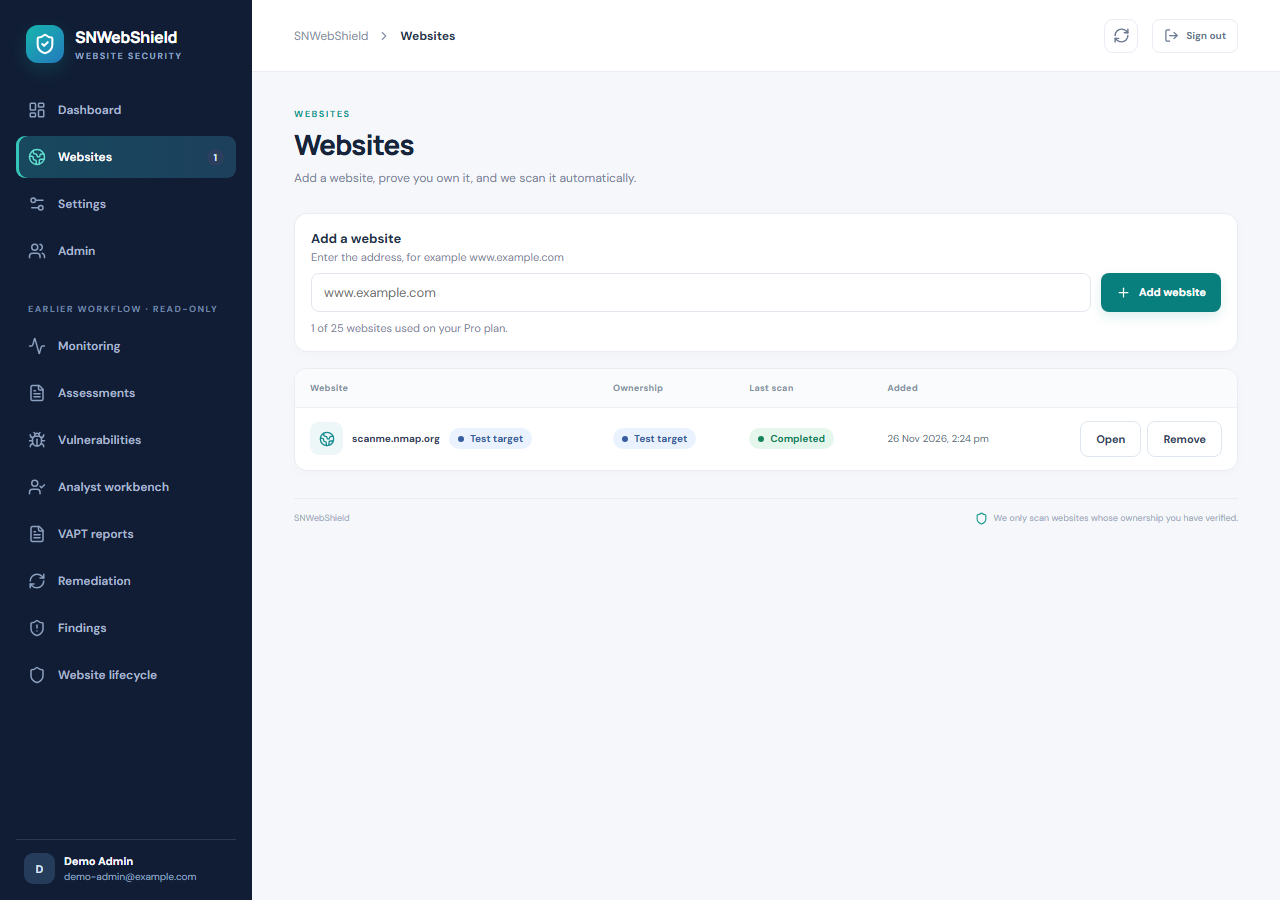 SNWebShield
WEBSITE SECURITY
Dashboard
Websites 1
Settings
Admin
EARLIER WORKFLOW · READ-ONLY
Monitoring
Assessments
Vulnerabilities
Analyst workbench
VAPT reports
Remediation
Findings
Website lifecycle
D
Demo Admin
demo-admin@example.com
SNWebShield > Websites
Sign out
WEBSITES
Websites
Add a website, prove you own it, and we scan it automatically.
Add a website
Enter the address, for example www.example.com
www.example.com
+ Add website
1 of 25 websites used on your Pro plan.
Website Ownership Last scan Added
scanme.nmap.org Test target Test target Completed 26 Nov 2026, 2:24 pm Open Remove
SNWebShield We only scan websites whose ownership you have verified.